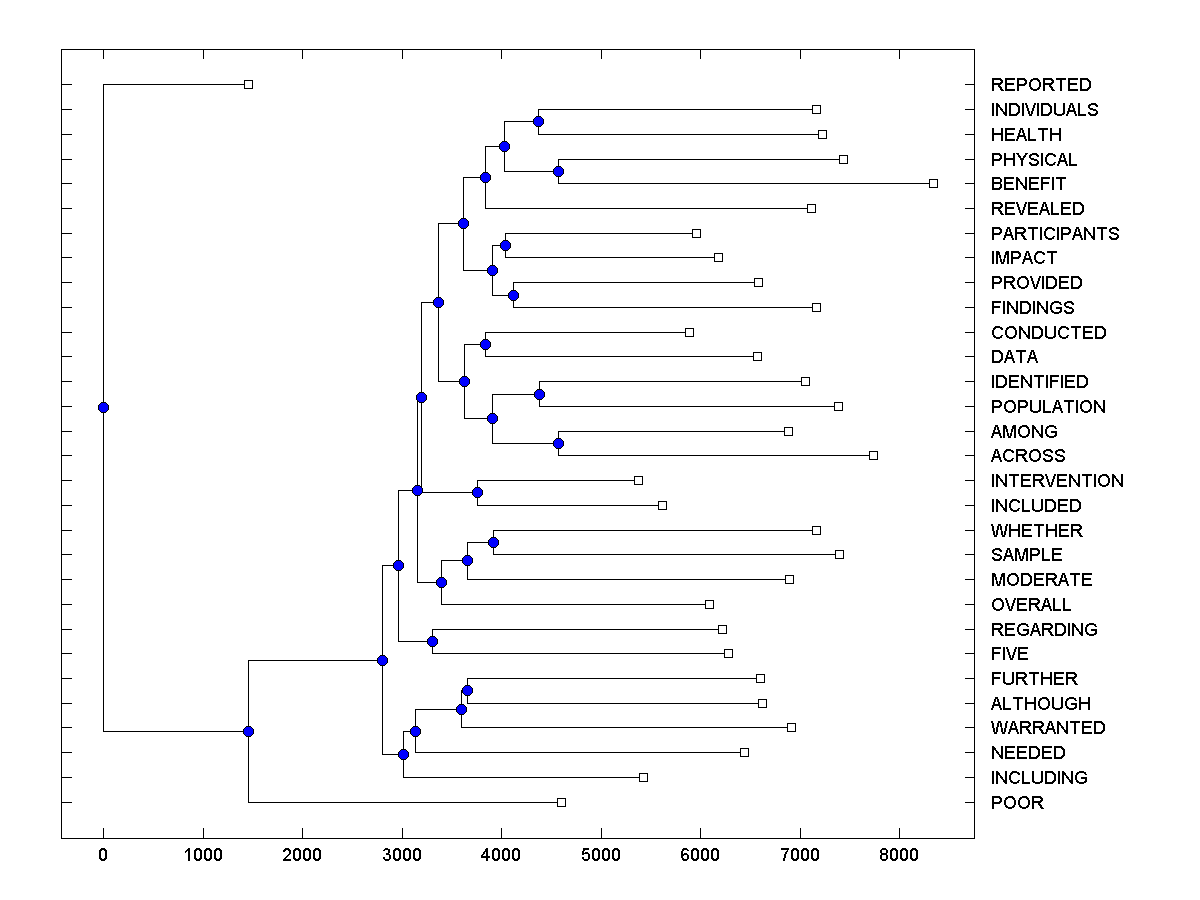 REPORTED
INDIVIDUALS
HEALTH
PHYSICAL
BENEFIT
REVEALED
PARTICIPANTS
IMPACT
PROVIDED
FINDINGS
CONDUCTED
DATA
IDENTIFIED
POPULATION
AMONG
ACROSS
INTERVENTION
INCLUDED
WHETHER
SAMPLE
MODERATE
OVERALL
REGARDING
FIVE
FURTHER
ALTHOUGH
WARRANTED
NEEDED
INCLUDING
POOR
0 1000 2000 3000 4000 5000 6000 7000 8000